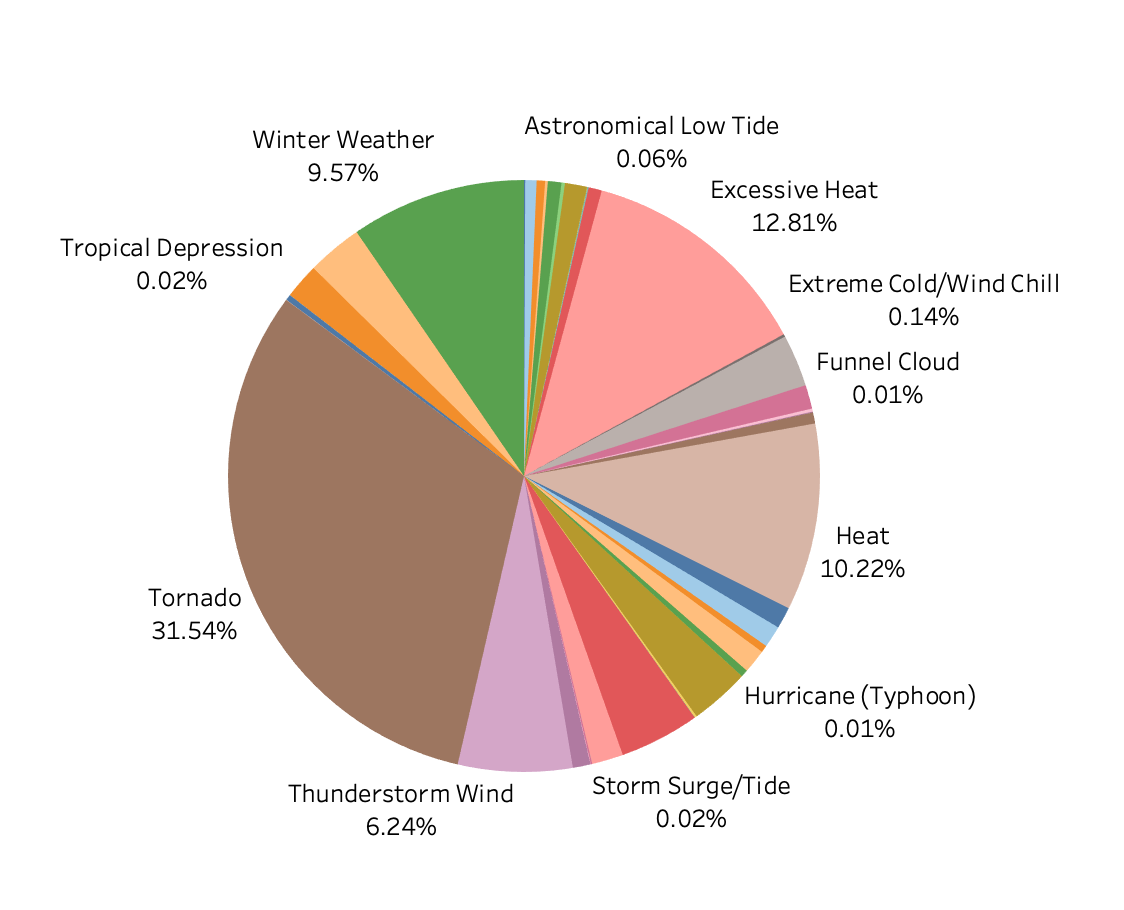 Astronomical Low Tide
0.06%
Winter Weather
9.57%
Excessive Heat
12.81%
Tropical Depression
0.02%
Extreme Cold/Wind Chill
0.14%
Funnel Cloud
0.01%
Heat
10.22%
Tornado
31.54%
Hurricane (Typhoon)
0.01%
Storm Surge/Tide
0.02%
Thunderstorm Wind
6.24%